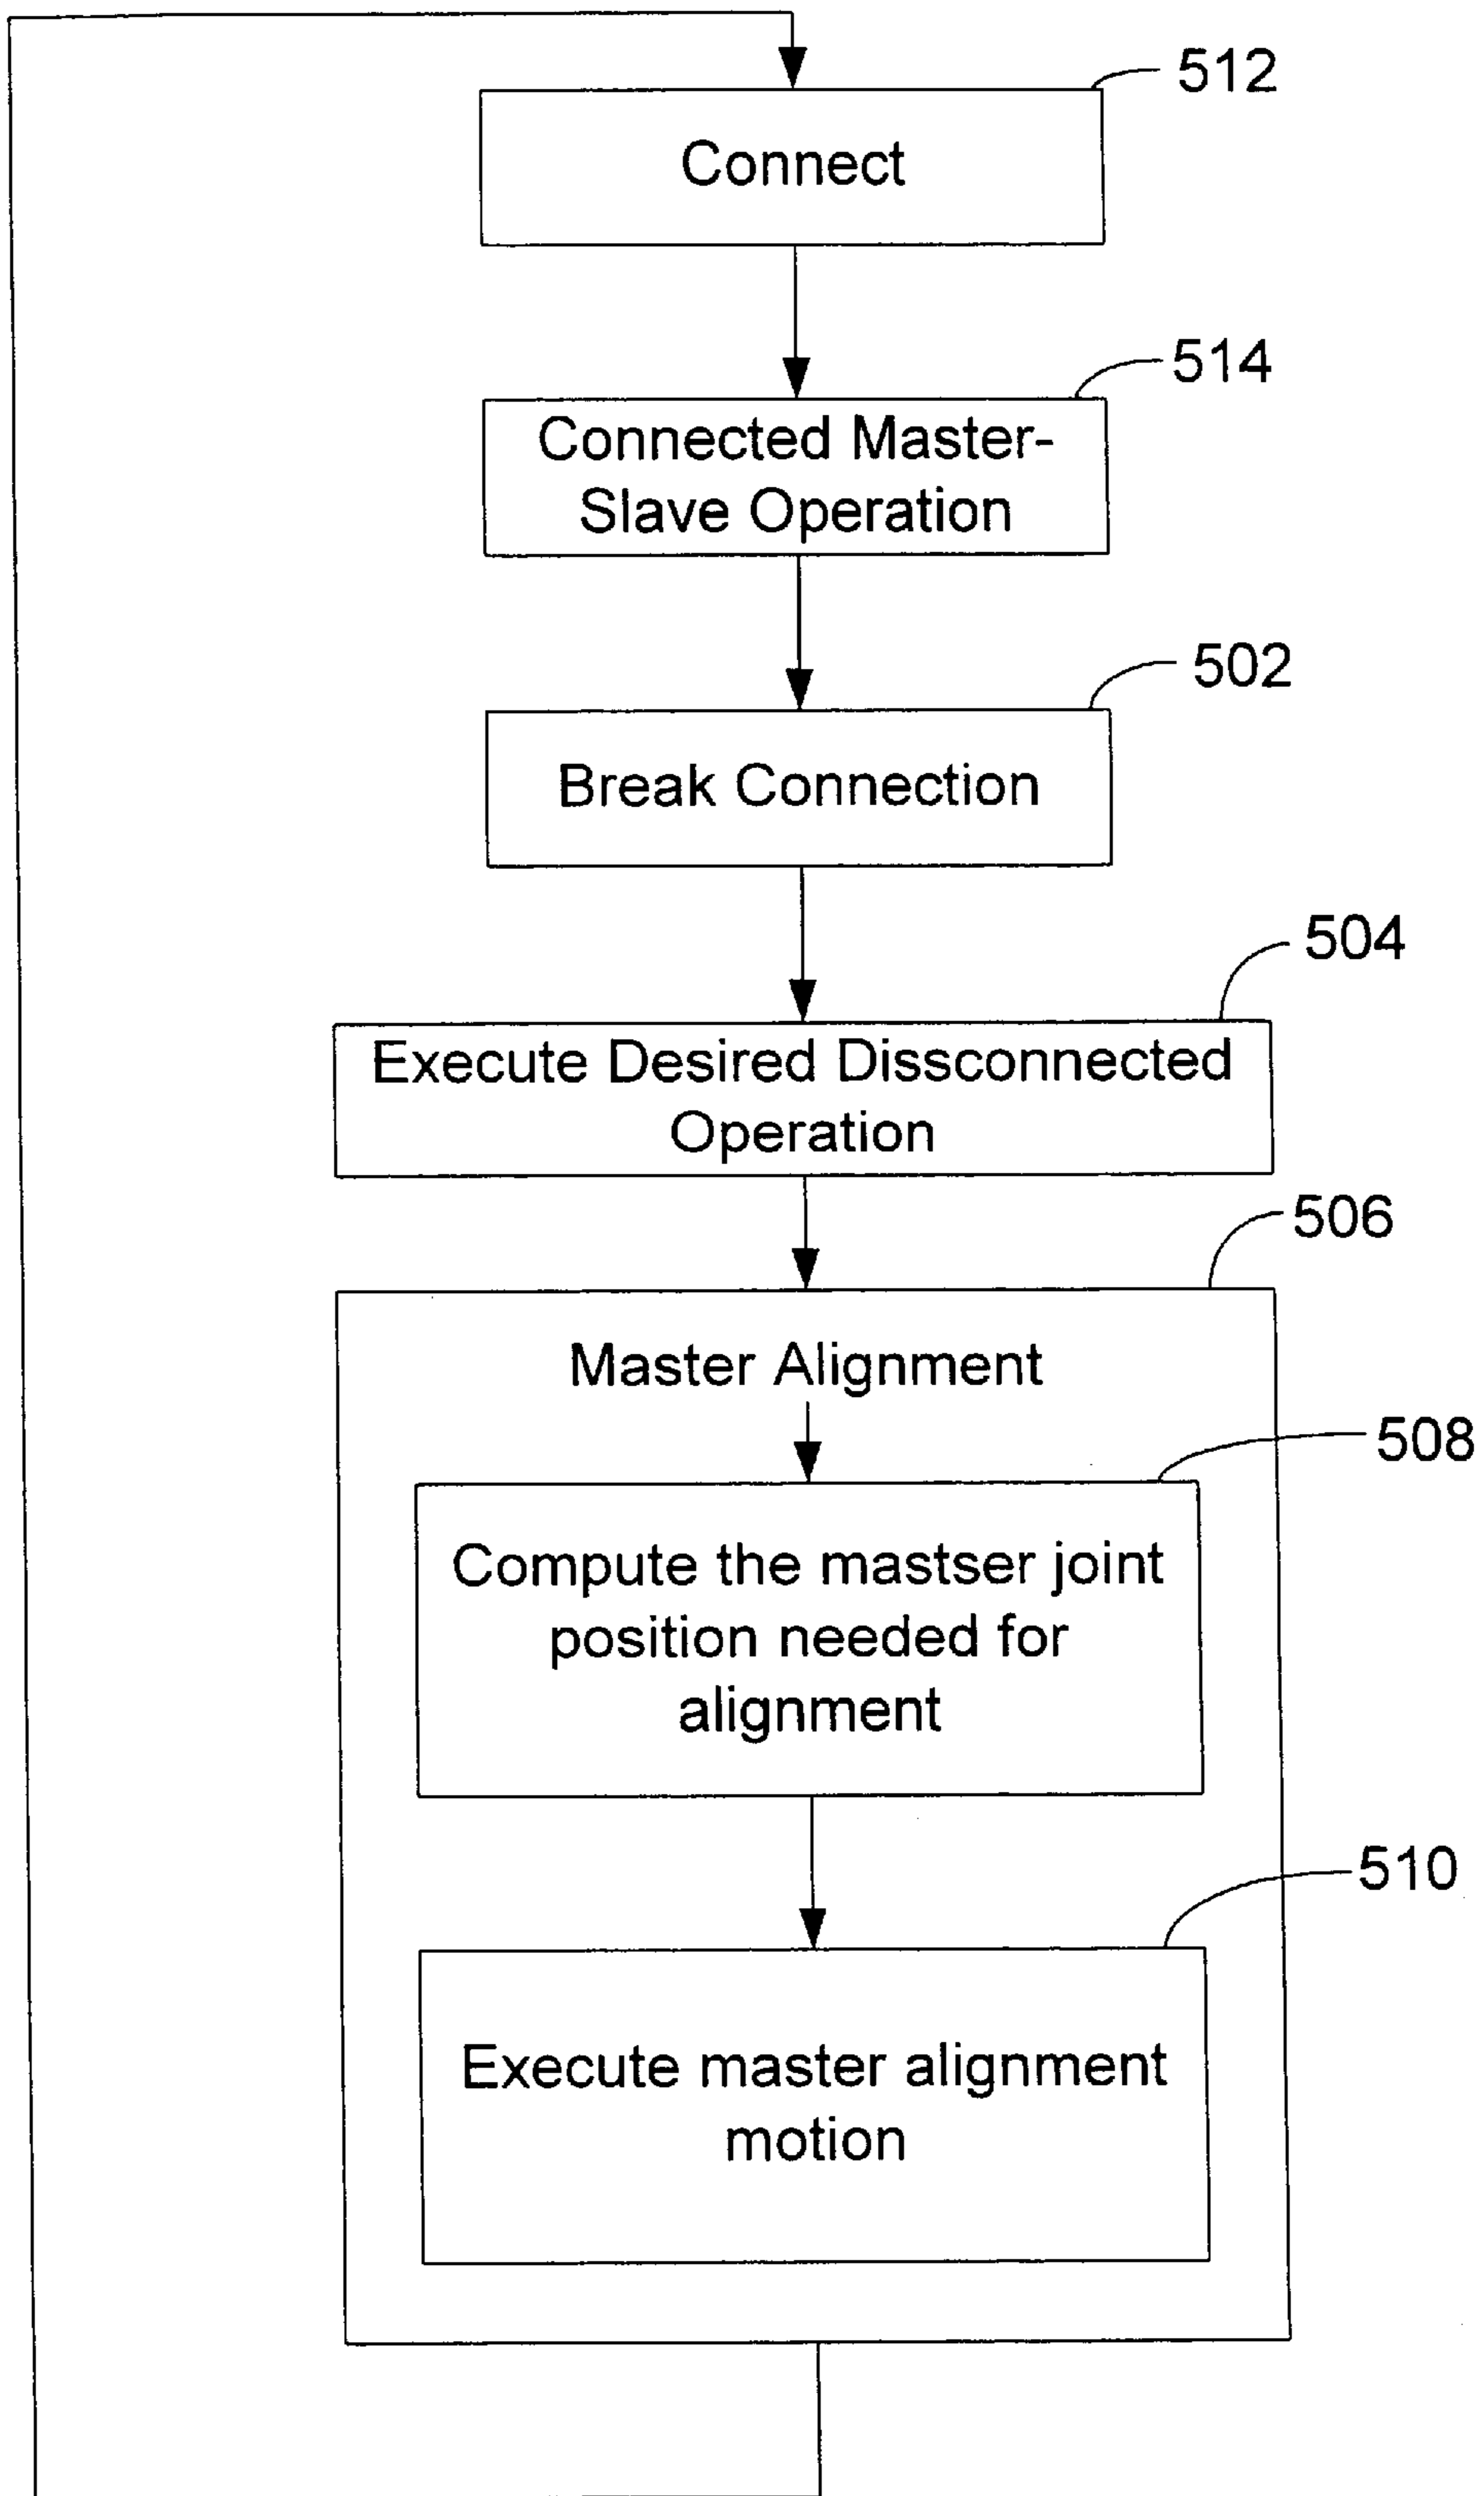 512
Connect
514
Connected Master-
Slave Operation
502
Break Connection
504
Execute Desired Dissconnected
Operation
506
Master Alignment
508
Compute the mastser joint
position needed for
alignment
510
Execute master alignment
motion